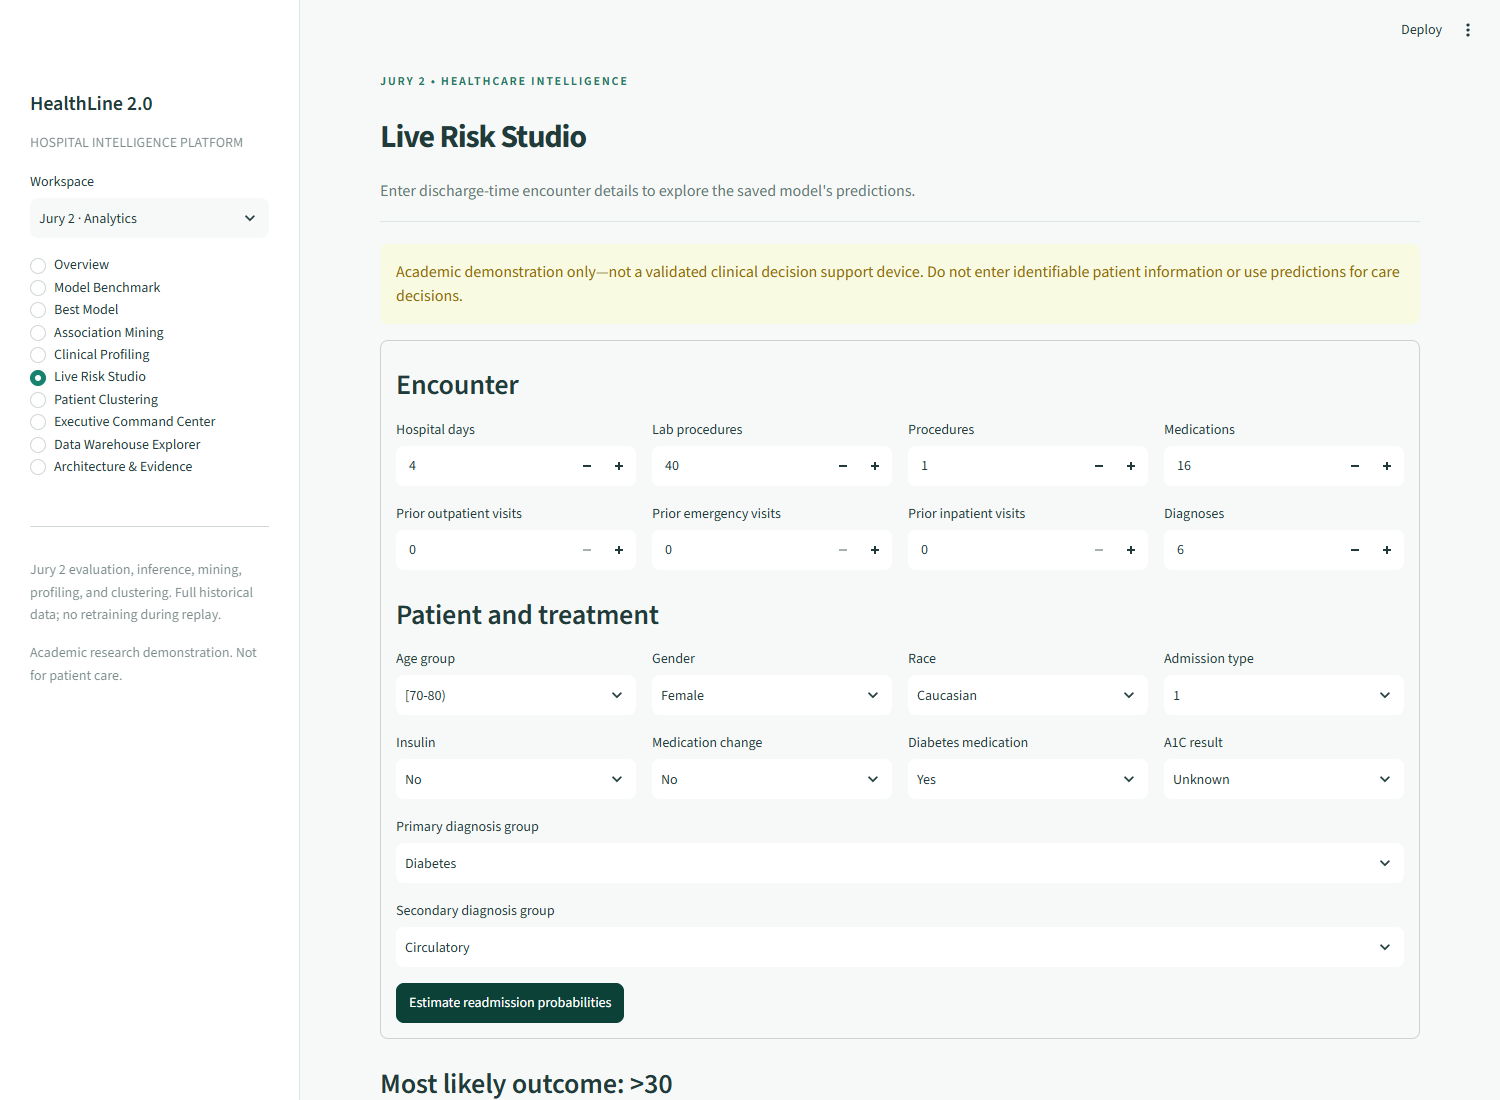 Deploy
HealthLine 2.0
HOSPITAL INTELLIGENCE PLATFORM
Workspace
Jury 2 · Analytics
Overview
Model Benchmark
Best Model
Association Mining
Clinical Profiling
Live Risk Studio
Patient Clustering
Executive Command Center
Data Warehouse Explorer
Architecture & Evidence
Jury 2 evaluation, inference, mining,
profiling, and clustering. Full historical
data; no retraining during replay.
Academic research demonstration. Not
for patient care.
JURY 2 • HEALTHCARE INTELLIGENCE
Live Risk Studio
Enter discharge-time encounter details to explore the saved model's predictions.
Academic demonstration only—not a validated clinical decision support device. Do not enter identifiable patient information or use predictions for care
decisions.
Encounter
Hospital days Lab procedures Procedures Medications
4 40 1 16
Prior outpatient visits Prior emergency visits Prior inpatient visits Diagnoses
0 0 0 6
Patient and treatment
Age group Gender Race Admission type
[70-80) Female Caucasian 1
Insulin Medication change Diabetes medication A1C result
No No Yes Unknown
Primary diagnosis group
Diabetes
Secondary diagnosis group
Circulatory
Estimate readmission probabilities
Most likely outcome: >30